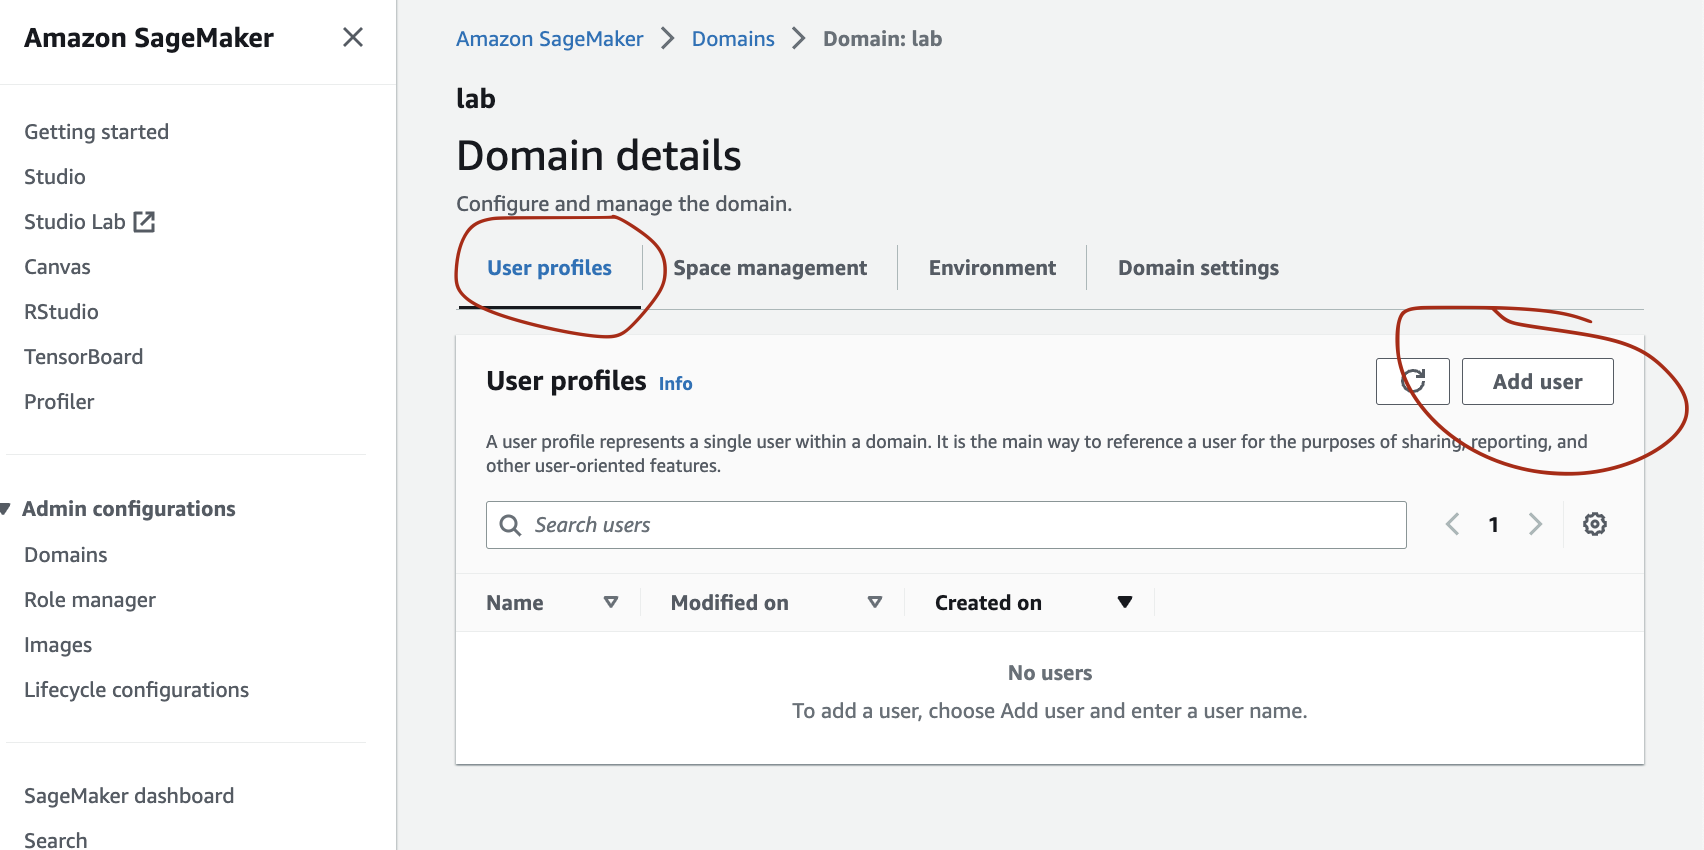 Amazon SageMaker
Getting started
Studio
Studio Lab
Canvas
RStudio
TensorBoard
Profiler
Admin configurations
Domains
Role manager
Images
Lifecycle configurations
SageMaker dashboard
Search
Amazon SageMaker > Domains > Domain: lab
lab
Domain details
Configure and manage the domain.
User profiles Space management Environment Domain settings
User profiles Info
Add user
A user profile represents a single user within a domain. It is the main way to reference a user for the purposes of sharing, reporting, and
other user-oriented features.
Search users
1
Name Modified on Created on
No users
To add a user, choose Add user and enter a user name.